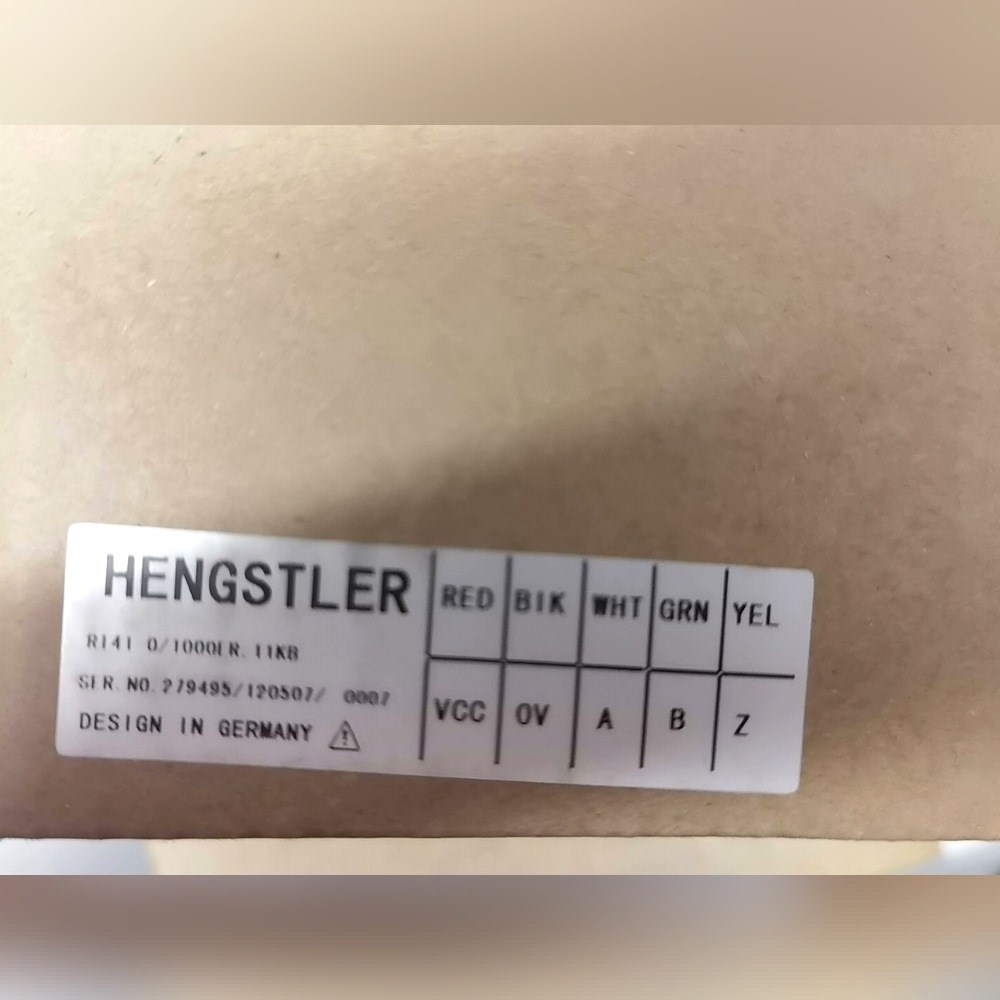 HENGSTLER
RI41 0/1000LR.11KB
SER.NO.279495/120507/ 0007
DESIGN IN GERMANY
RED BIK WHT GRN YEL
VCC 0V A B Z